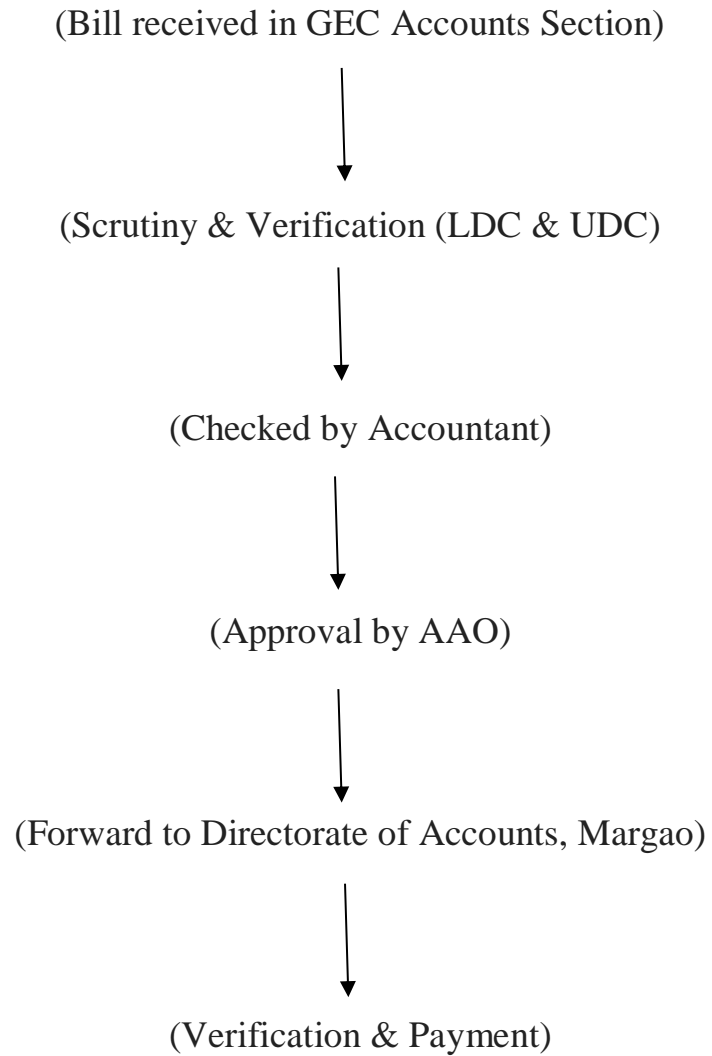 (Bill received in GEC Accounts Section)
(Scrutiny & Verification (LDC & UDC)
(Checked by Accountant)
(Approval by AAO)
(Forward to Directorate of Accounts, Margao)
(Verification & Payment)